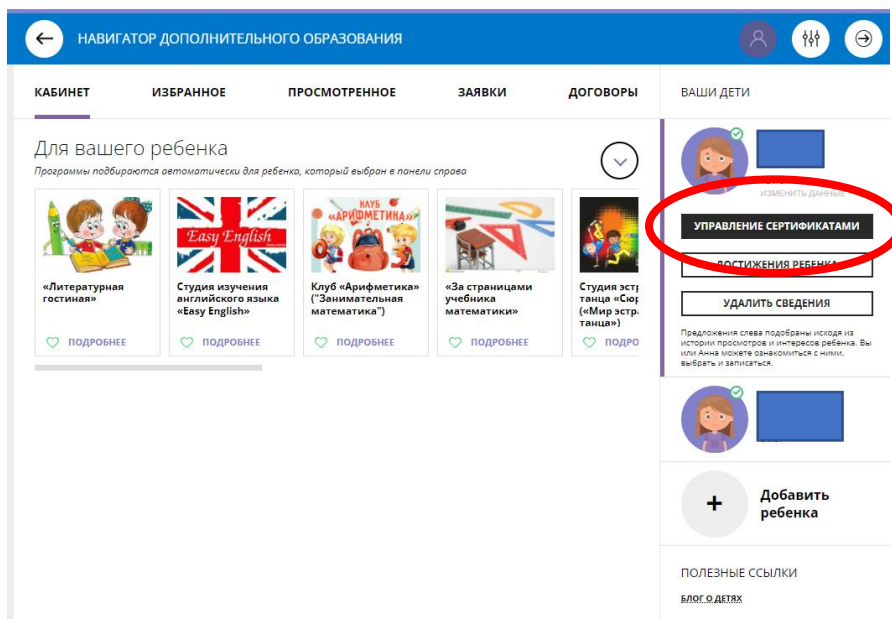 НАВИГАТОР ДОПОЛНИТЕЛЬНОГО ОБРАЗОВАНИЯ
КАБИНЕТ ИЗБРАННОЕ ПРОСМОТРЕННОЕ ЗАЯВКИ ДОГОВОРЫ
Для вашего ребенка
Программы подбираются автоматически для ребенка, который выбран в панели справа
Easy English
КЛУБ
«АРИФМЕТИКА»
«Литературная
гостиная»
ПОДРОБНЕЕ
Студия изучения
английского языка
«Easy English»
ПОДРОБНЕЕ
Клуб «Арифметика»
("Занимательная
математика")
ПОДРОБНЕЕ
«За страницами
учебника
математики»
ПОДРОБНЕЕ
Студия эстр
танца «Сюр
(«Мир эстр
танца»)
ПОДРО
ВАШИ ДЕТИ
ИЗМЕНИТЬ ДАННЫЕ
УПРАВЛЕНИЕ СЕРТИФИКАТАМИ
ДОСТИЖЕНИЯ РЕБЕНКА
УДАЛИТЬ СВЕДЕНИЯ
Предложения слева подобраны исходя из
истории просмотров и интересов ребенка. Вы
или Анна можете ознакомиться с ними,
выбрать и записаться.
+ Добавить
ребенка
ПОЛЕЗНЫЕ ССЫЛКИ
БЛОГ О ДЕТЯХ